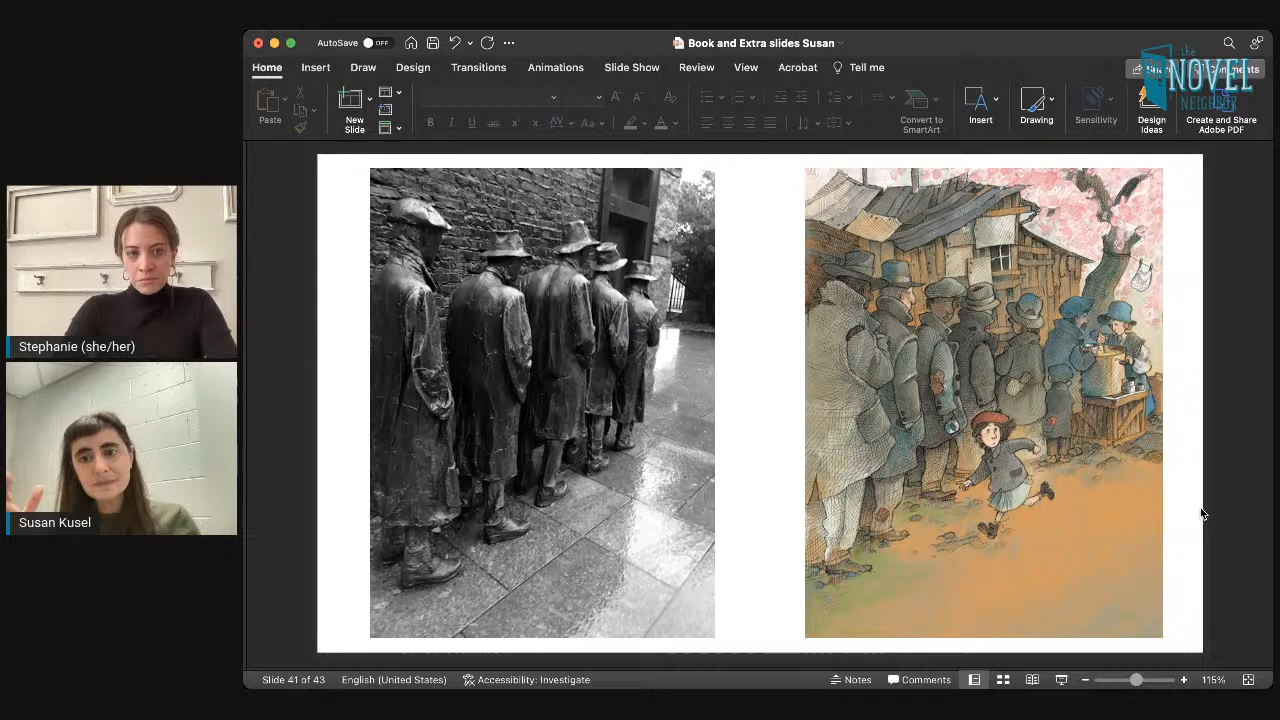 AutoSave OFF
Book and Extra slides Susan
Home Insert Draw Design Transitions Animations Slide Show Review View Acrobat Tell me
Share Comments
the
NOVEL
NEIGHBOR
Paste
New
Slide
Convert to
SmartArt
Insert
Drawing
Sensitivity
Design
Ideas
Create and Share
Adobe PDF
Stephanie (she/her)
Susan Kusel
Slide 41 of 43 English (United States) Accessibility: Investigate Notes Comments 115%